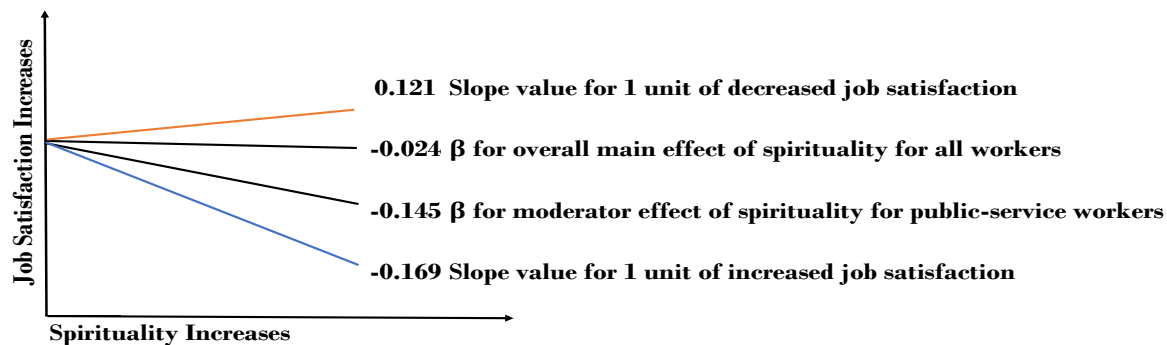 Job Satisfaction Increases
0.121 Slope value for 1 unit of decreased job satisfaction
-0.024 β for overall main effect of spirituality for all workers
-0.145 β for moderator effect of spirituality for public-service workers
-0.169 Slope value for 1 unit of increased job satisfaction
Spirituality Increases